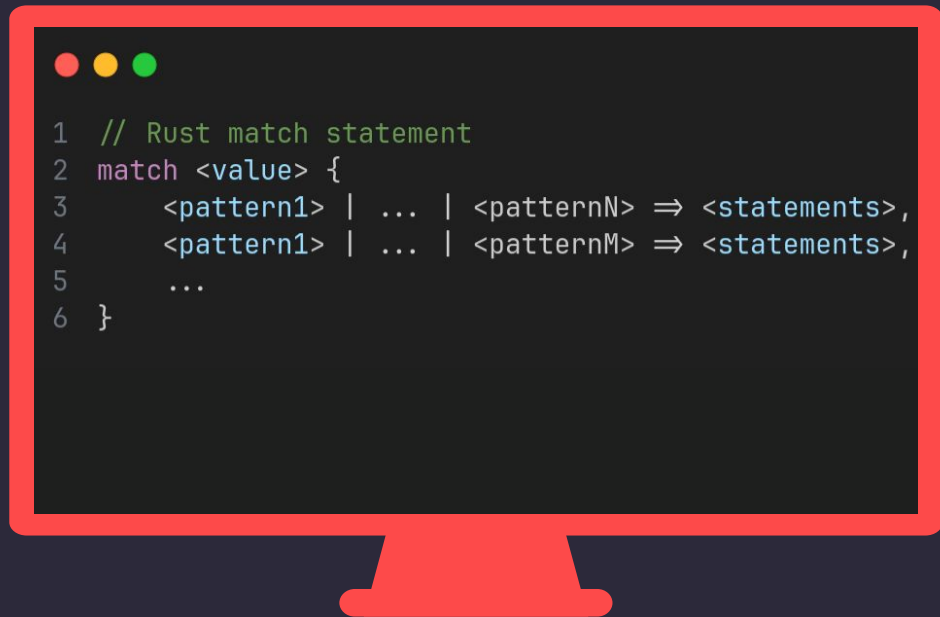 1 // Rust match statement
2 match <value> {
3 <pattern1> | ... | <patternN> => <statements>,
4 <pattern1> | ... | <patternM> => <statements>,
5 ...
6 }